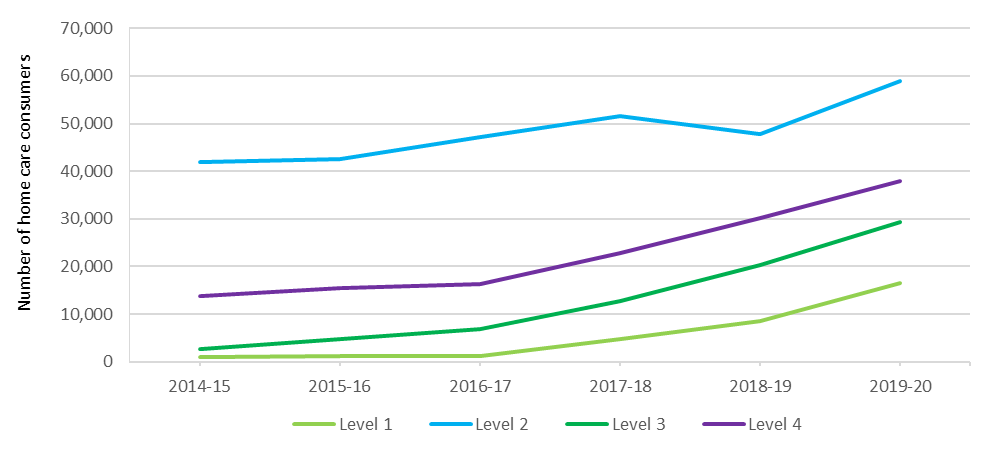 70,000
60,000
50,000
40,000
30,000
20,000
10,000
0
Number of home care consumers
2014-15 2015-16 2016-17 2017-18 2018-19 2019-20
Level 1 Level 2 Level 3 Level 4